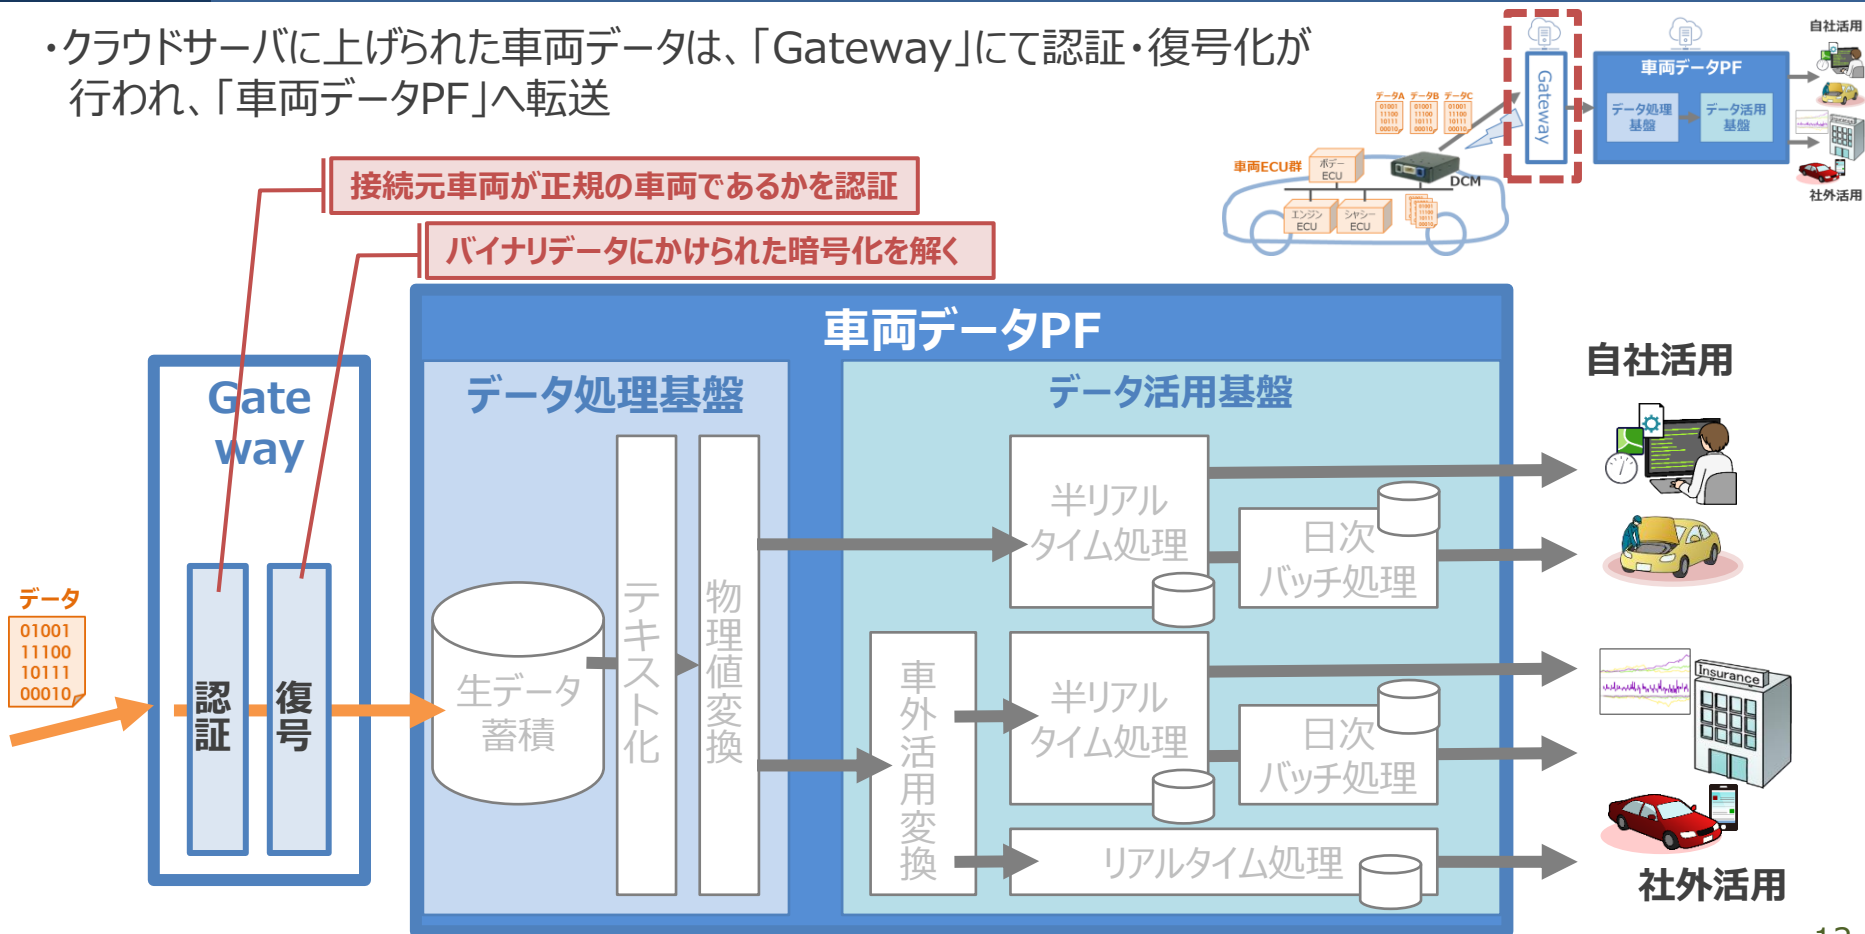 ・クラウドサーバに上げられた車両データは、「Gateway」にて認証・復号化が
行われ、「車両データPF」へ転送
自社活用
車両データPF
Gateway
データ処理
基盤
データ活用
基盤
データA データB データC
01001
11100
10111
00010
01001
11100
10111
00010
01001
11100
10111
00010
車両ECU群
ボデー
ECU
DCM
エンジン
ECU
シャシー
ECU
社外活用
接続元車両が正規の車両であるかを認証
バイナリデータにかけられた暗号化を解く
車両データPF
Gate
way
データ処理基盤
データ活用基盤
自社活用
データ
01001
11100
10111
00010
認証
復号
生データ
蓄積
テキスト化
物理値変換
半リアル
タイム処理
日次
バッチ処理
車外活用変換
半リアル
タイム処理
日次
バッチ処理
リアルタイム処理
Insurance
社外活用